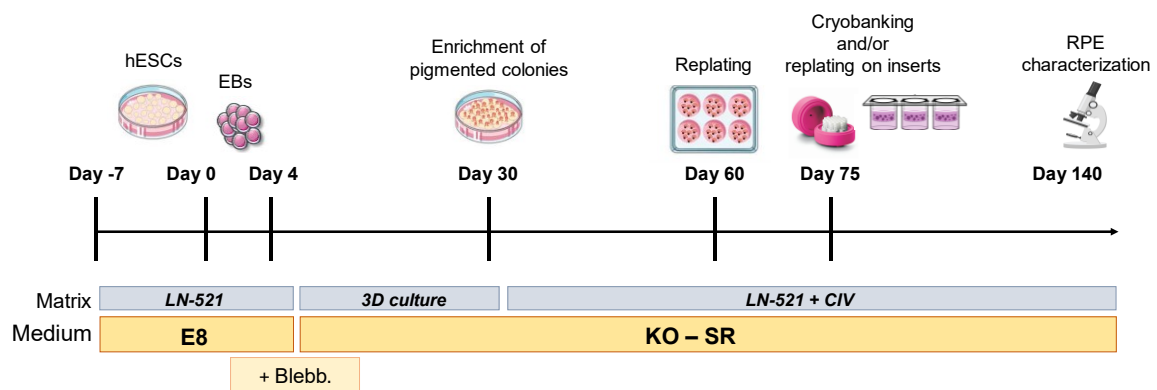 hESCs
EBs
Enrichment of
pigmented colonies
Replating
Cryobanking
and/or
replating on inserts
RPE
characterization
Day -7
Day 0
Day 4
Day 30
Day 60
Day 75
Day 140
Matrix
LN-521
3D culture
LN-521 + CIV
Medium
E8
KO – SR
+ Blebb.